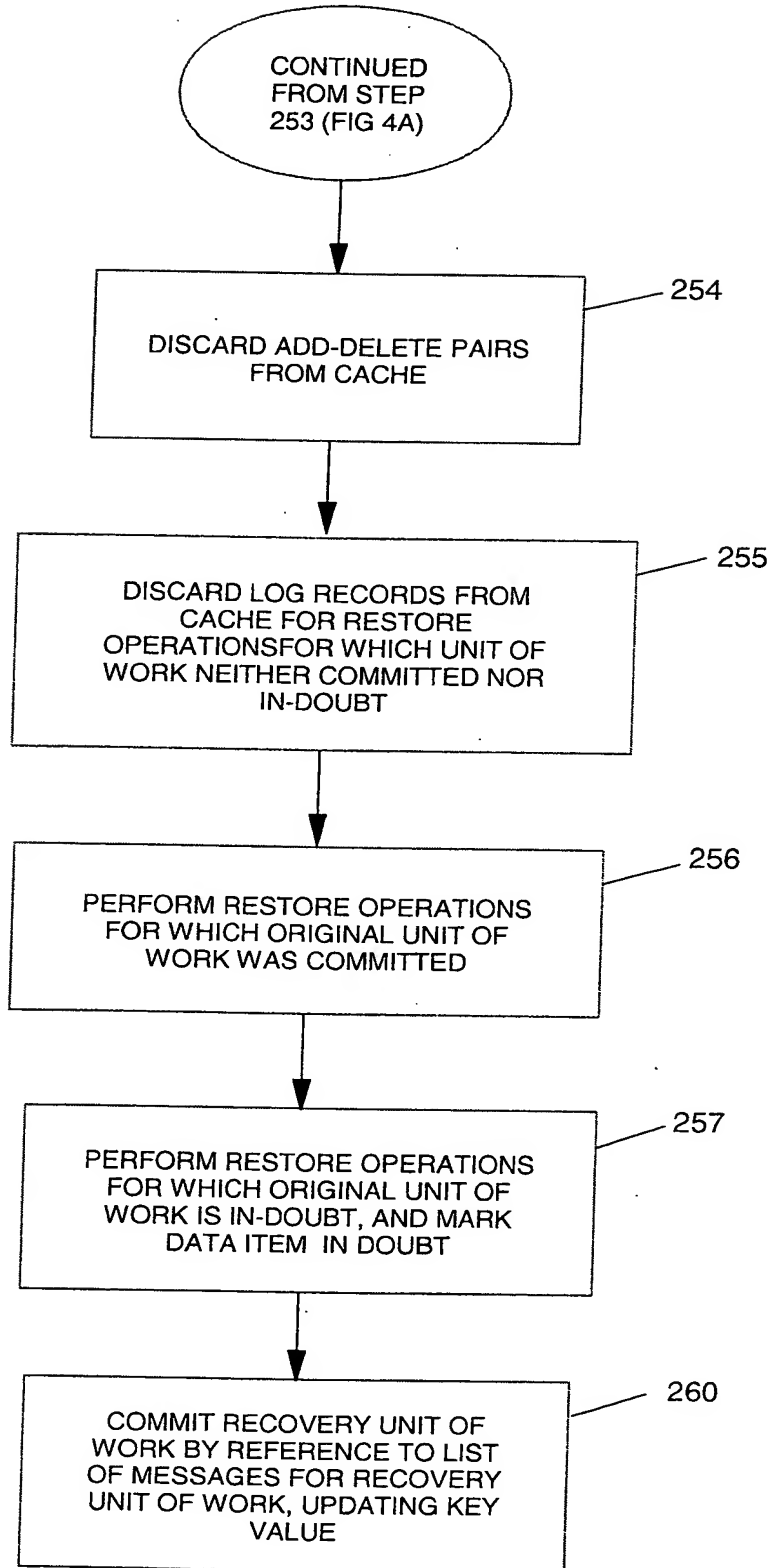 CONTINUED
FROM STEP
253 (FIG 4A)
254
DISCARD ADD-DELETE PAIRS
FROM CACHE
255
DISCARD LOG RECORDS FROM
CACHE FOR RESTORE
OPERATIONSFOR WHICH UNIT OF
WORK NEITHER COMMITTED NOR
IN-DOUBT
256
PERFORM RESTORE OPERATIONS
FOR WHICH ORIGINAL UNIT OF
WORK WAS COMMITTED
257
PERFORM RESTORE OPERATIONS
FOR WHICH ORIGINAL UNIT OF
WORK IS IN-DOUBT, AND MARK
DATA ITEM IN DOUBT
260
COMMIT RECOVERY UNIT OF
WORK BY REFERENCE TO LIST
OF MESSAGES FOR RECOVERY
UNIT OF WORK, UPDATING KEY
VALUE